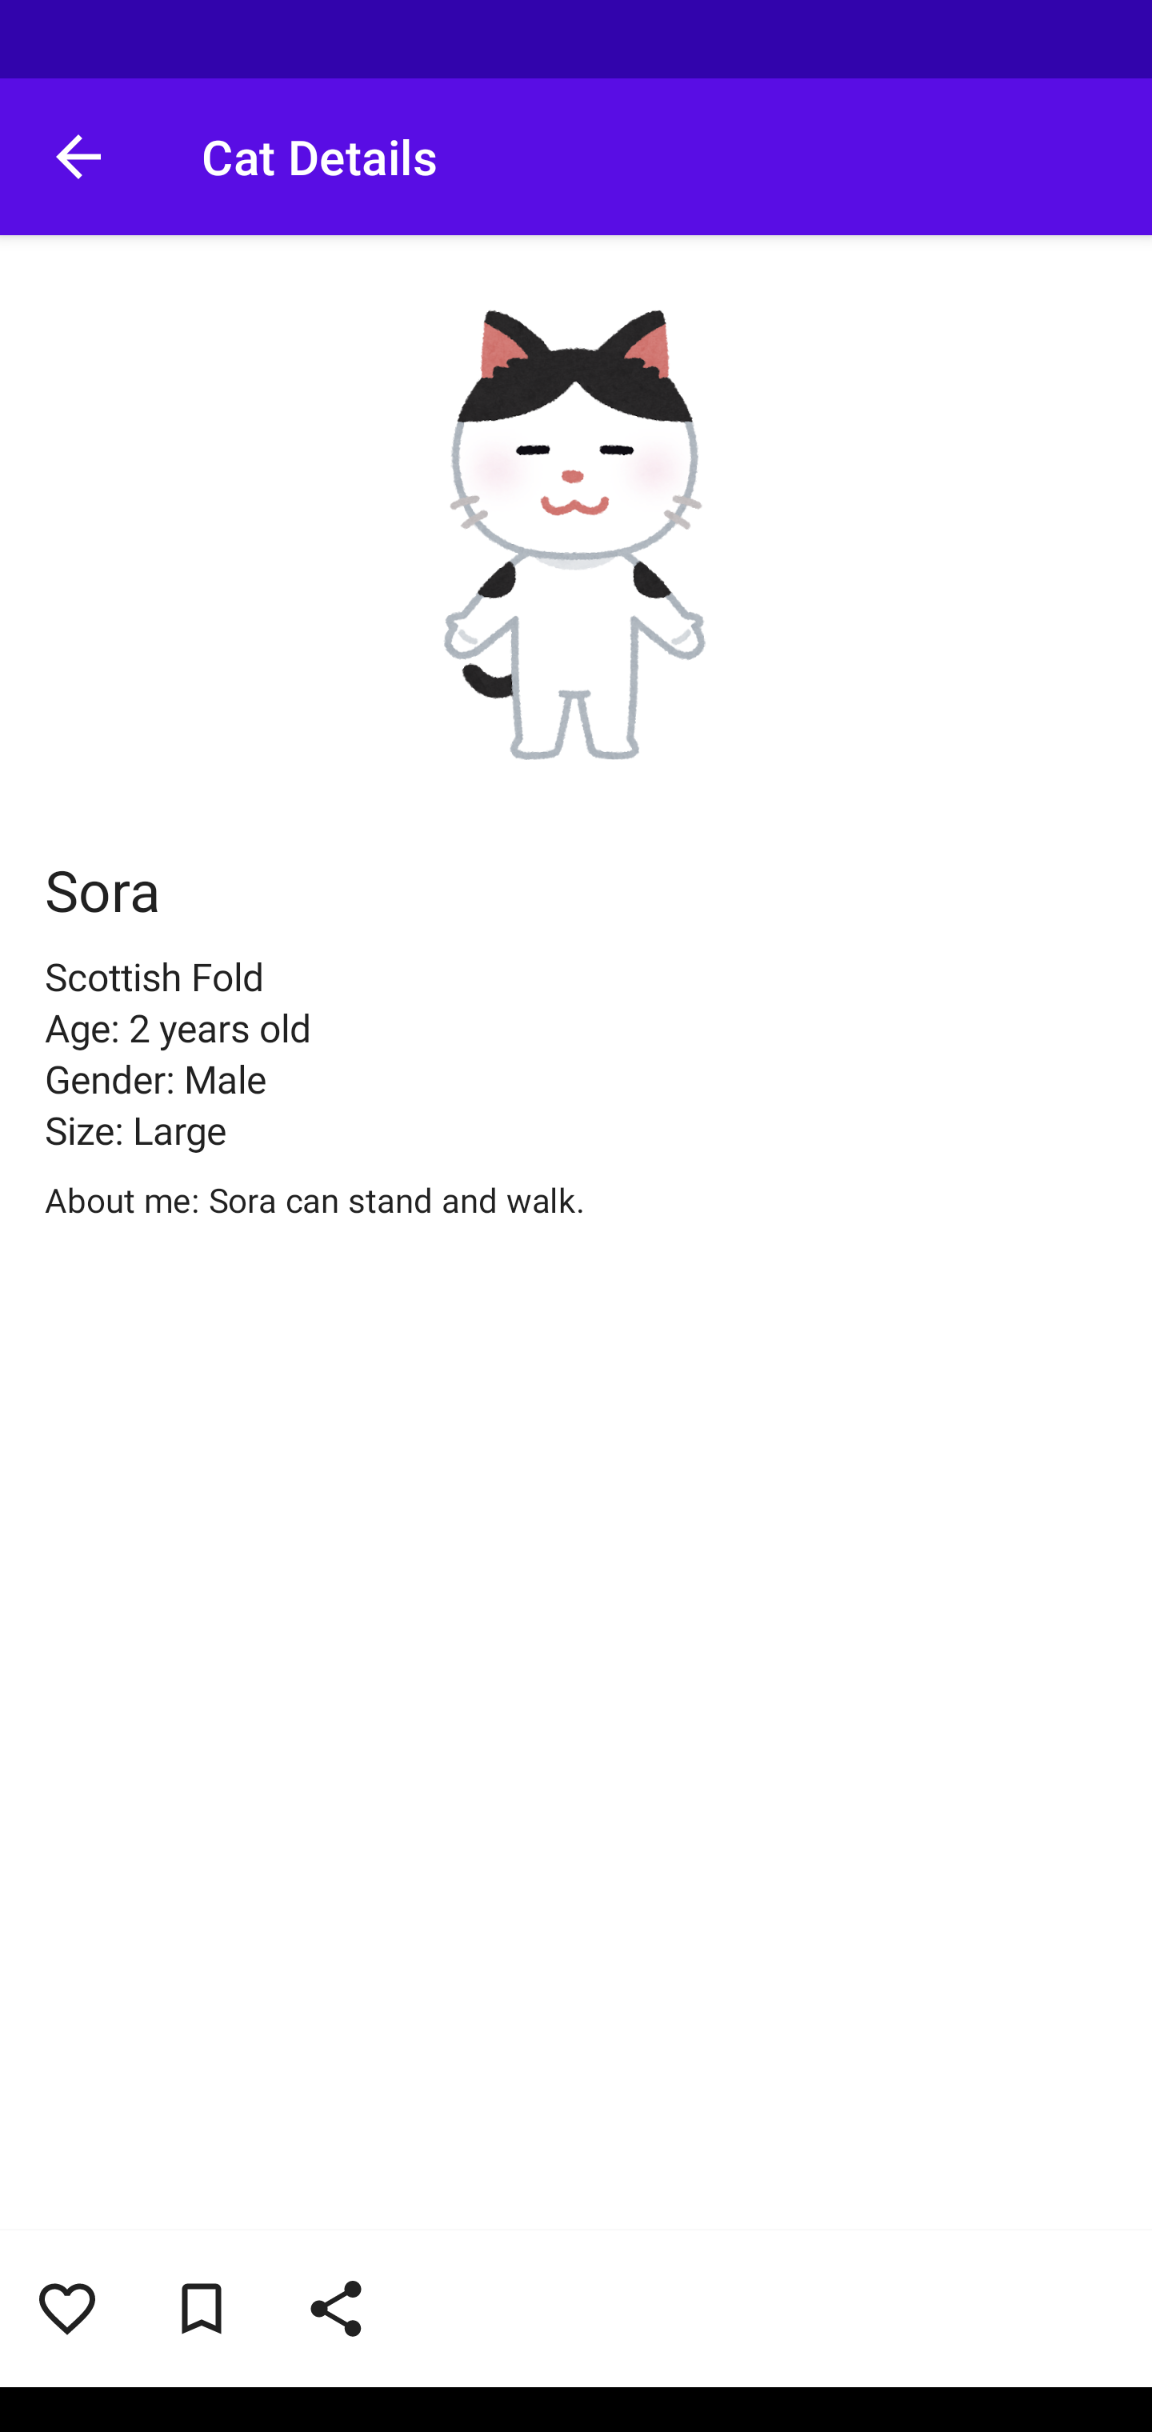 Cat Details
Sora
Scottish Fold
Age: 2 years old
Gender: Male
Size: Large
About me: Sora can stand and walk.